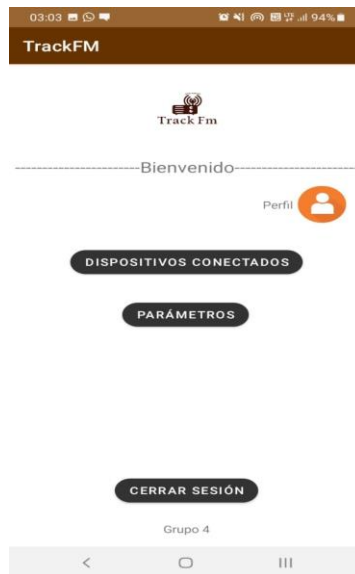 03:03 94%
TrackFM
Track Fm
---------------------Bienvenido---------------------
Perfil
DISPOSITIVOS CONECTADOS
PARÁMETROS
CERRAR SESIÓN
Grupo 4